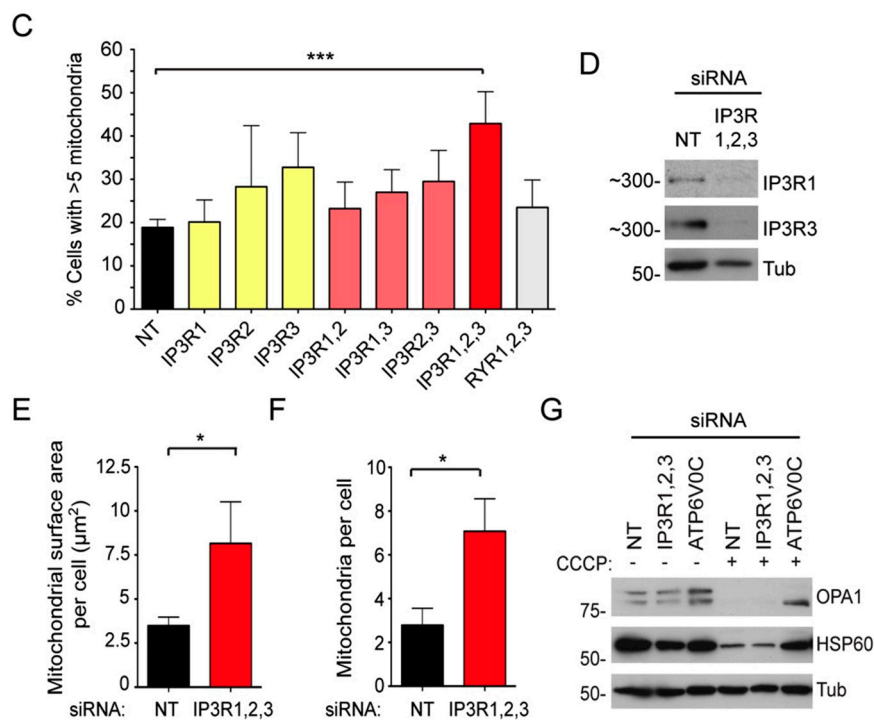 C
% Cells with >5 mitochondria
60
50
40
30
20
10
0
***
NT
IP3R1
IP3R2
IP3R3
IP3R1,2
IP3R1,3
IP3R2,3
IP3R1,2,3
RYR1,2,3
D
siRNA
NT
IP3R
1,2,3
~300-
IP3R1
~300-
IP3R3
50-
Tub
E
Mitochondrial surface area
per cell (µm²)
12.5
10
7.5
5
2.5
0
*
siRNA: NT IP3R1,2,3
F
Mitochondria per cell
10
8
6
4
2
0
*
siRNA: NT IP3R1,2,3
G
siRNA
NT
IP3R1,2,3
ATP6V0C
NT
IP3R1,2,3
ATP6V0C
CCCP: - - - + + +
75-
OPA1
50-
HSP60
50-
Tub